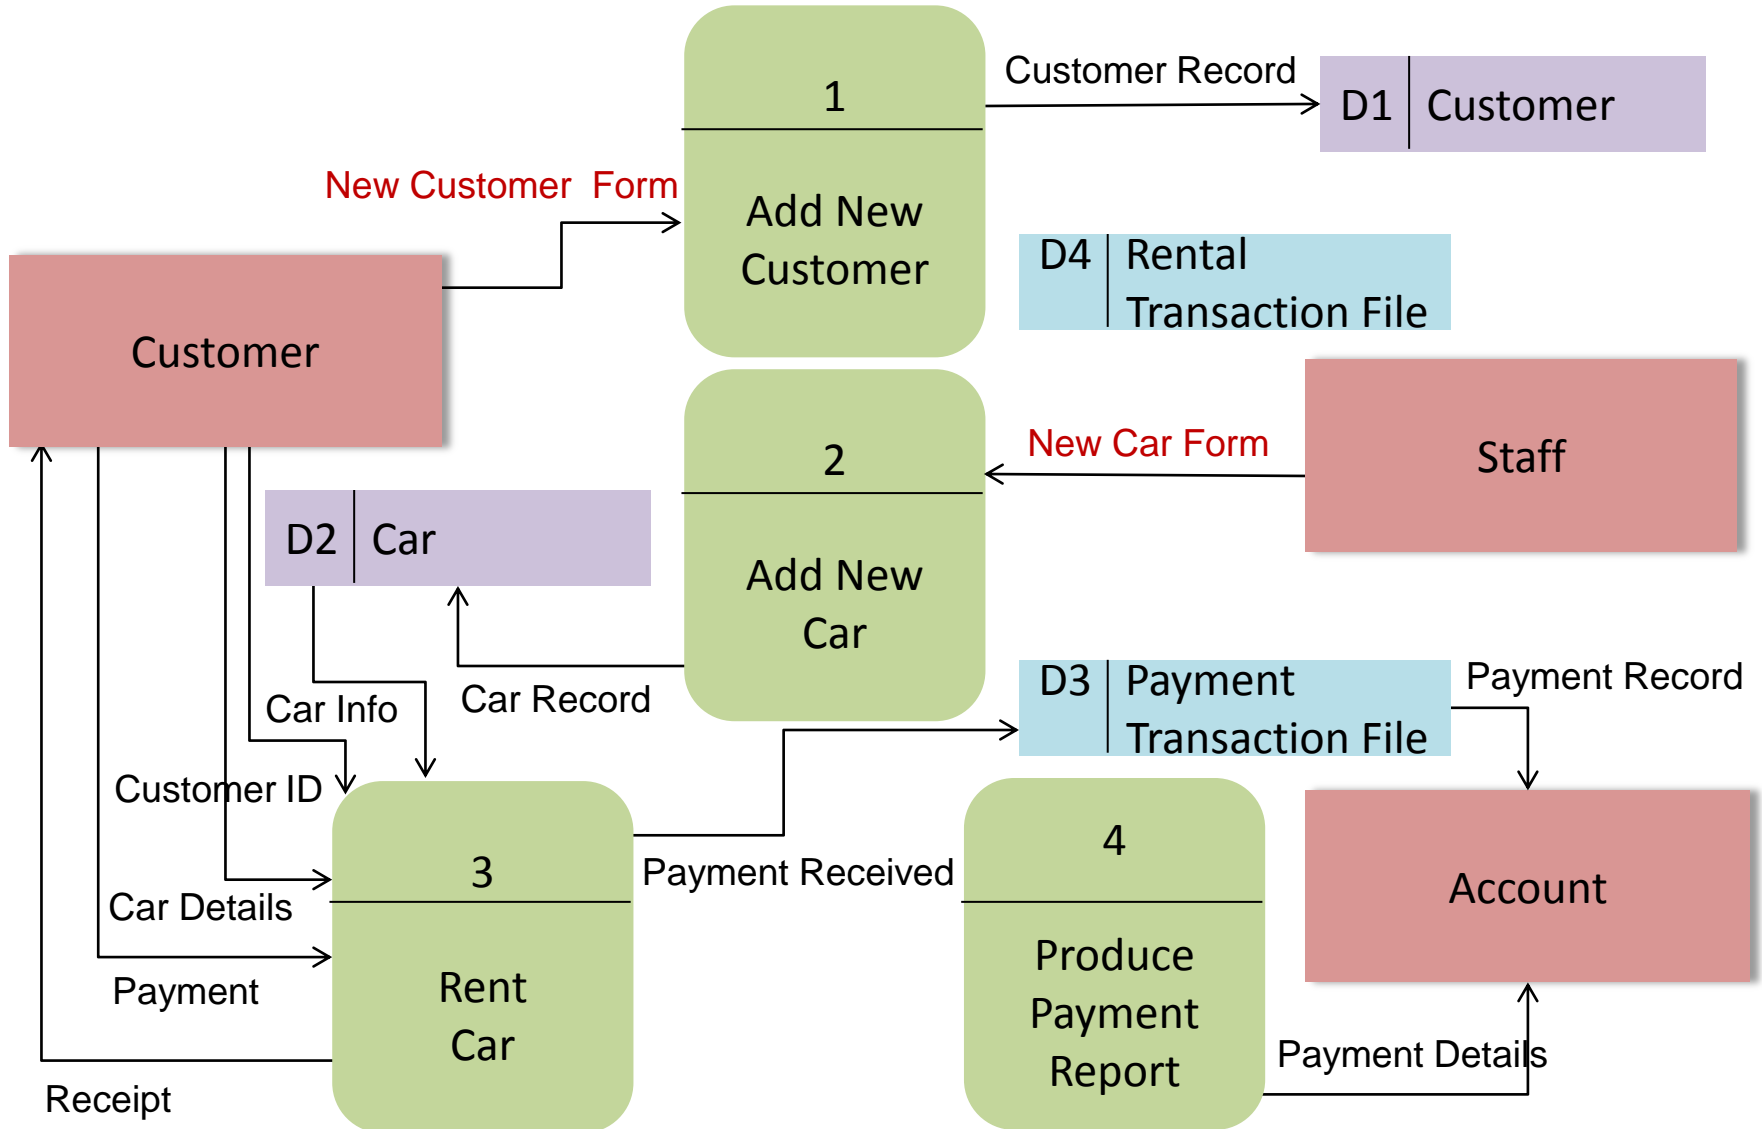 1
Customer Record
D1 Customer
New Customer  Form
Add New
Customer
D4 Rental
Transaction File
Customer
2
New Car Form
Staff
D2 Car
Add New
Car
Car Info
Car Record
D3 Payment
Transaction File
Payment Record
Customer ID
3
Payment Received
4
Account
Car Details
Payment
Rent
Car
Produce
Payment
Report
Payment Details
Receipt